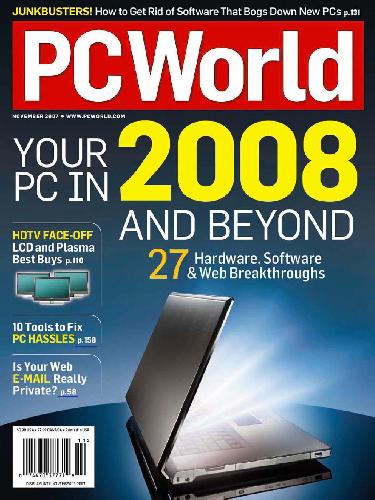 JUNKBUSTERS! How to Get Rid of Software That Bogs Down New PCs p.131
PCWorld
NOVEMBER 2007 • WWW.PCWORLD.COM
YOUR
PC IN
2008
AND BEYOND
27 Hardware, Software
& Web Breakthroughs
HDTV FACE-OFF
LCD and Plasma
Best Buys p.110
10 Tools to Fix
PC HASSLES p.158
Is Your Web
E-MAIL Really
Private? p.58